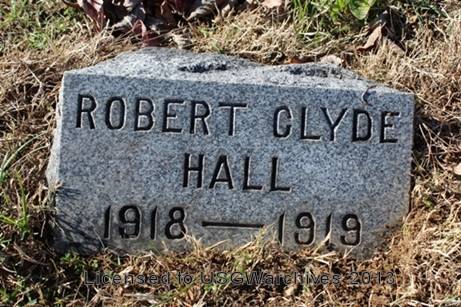 ROBERT CLYDE
HALL
1918 — 1919
Licensed to USGWarchives 2013